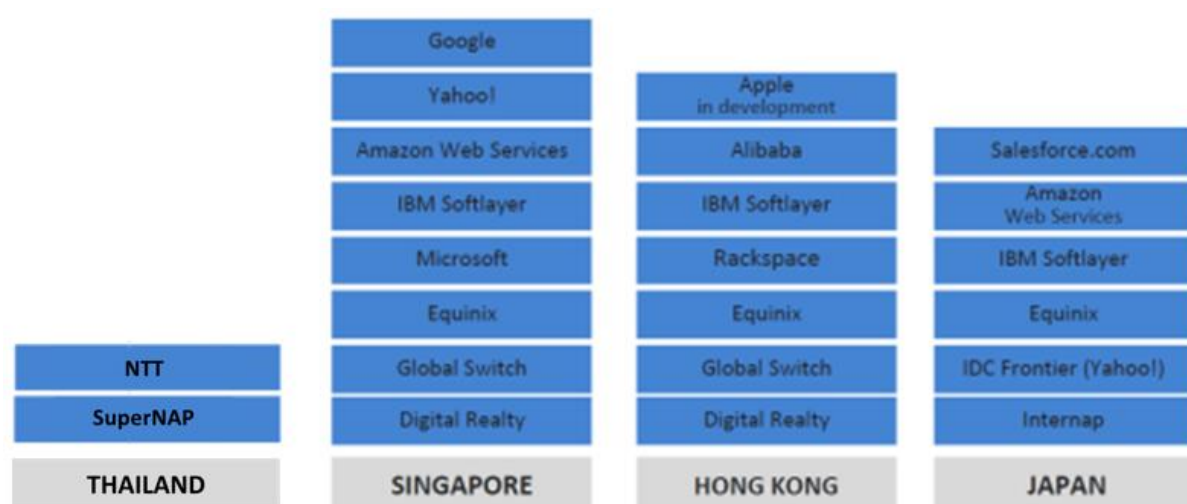 NTT
SuperNAP
THAILAND
Google
Yahoo!
Amazon Web Services
IBM Softlayer
Microsoft
Equinix
Global Switch
Digital Realty
SINGAPORE
Apple
in development
Alibaba
IBM Softlayer
Rackspace
Equinix
Global Switch
Digital Realty
HONG KONG
Salesforce.com
Amazon
Web Services
IBM Softlayer
Equinix
IDC Frontier (Yahoo!)
Internap
JAPAN